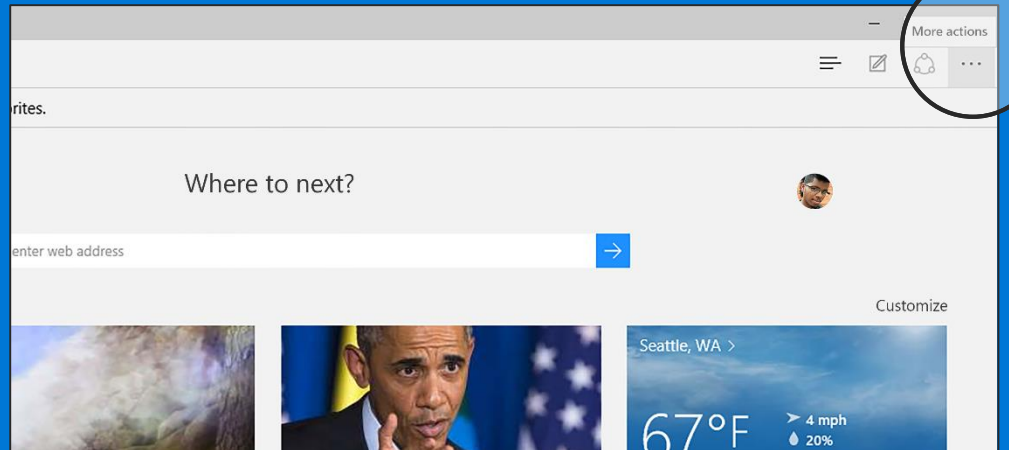 More actions
rites.
Where to next?
enter web address
Customize
Seattle, WA
67°F
4 mph
20%